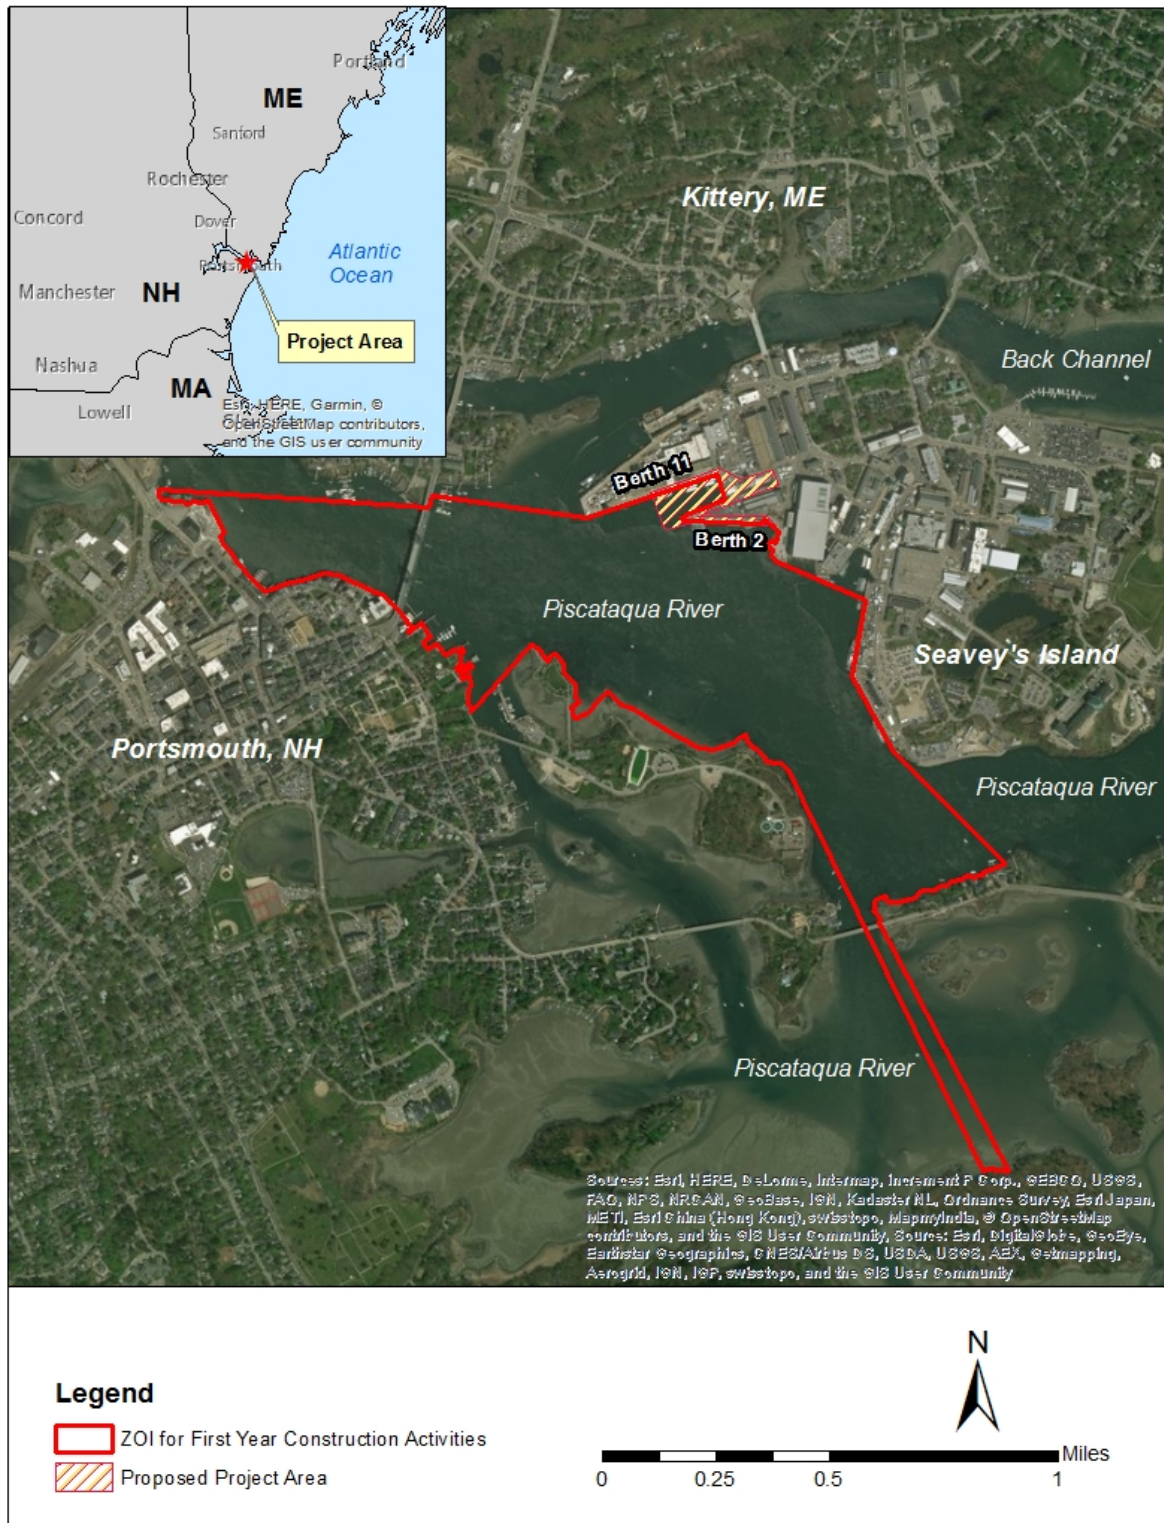 Portland
ME
Sanford
Rochester
Concord
Dover
Atlantic
Ocean
Portsmouth
Manchester
NH
Project Area
Nashua
MA
Lowell
Esri, HERE, Garmin, ©
OpenStreetMap contributors,
and the GIS user community
Kittery, ME
Back Channel
Berth 11
Berth 2
Piscataqua River
Seavey's Island
Portsmouth, NH
Piscataqua River
Piscataqua River
Sources: Esri, HERE, DeLorme, Intermap, Increment P Corp., GEBCO, USGS,
FAO, NPS, NRCAN, GeoBase, IGN, Kadaster NL, Ordnance Survey, Esri Japan,
METI, Esri China (Hong Kong), swisstopo, MapmyIndia, © OpenStreetMap
contributors, and the GIS User Community, Source: Esri, DigitalGlobe, GeoEye,
Earthstar Geographics, CNES/Airbus DS, USDA, USGS, AEX, Getmapping,
Aerogrid, IGN, IGP, swisstopo, and the GIS User Community
N
Legend
ZOI for First Year Construction Activities
Proposed Project Area
Miles
0 0.25 0.5 1